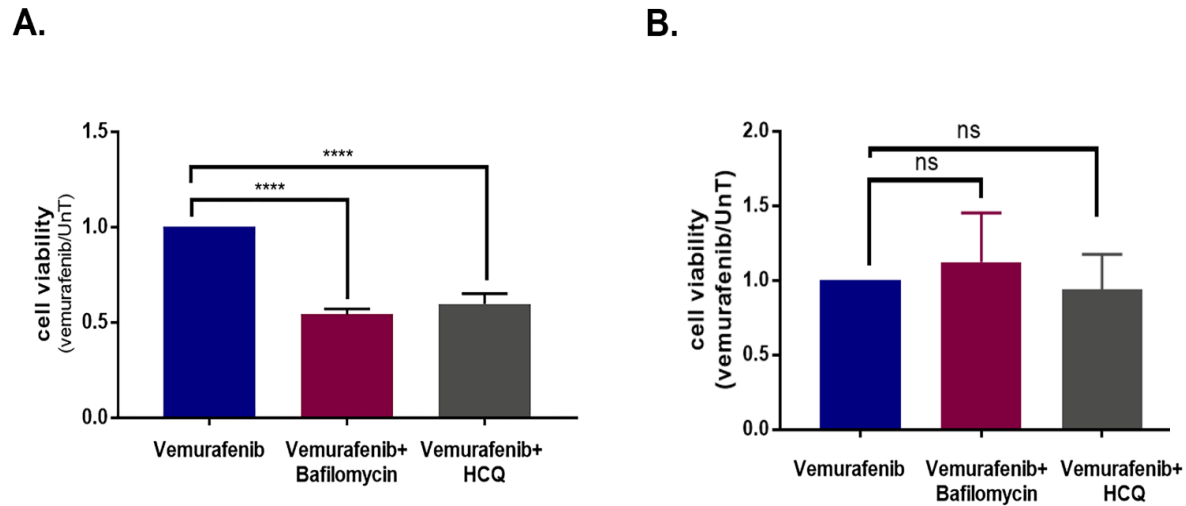 A.
cell viability
(vemurafenib/UnT)
1.5
1.0
0.5
0.0
****
****
Vemurafenib
Vemurafenib+
Bafilomycin
Vemurafenib+
HCQ
B.
cell viability
(vemurafenib/UnT)
2.0
1.5
1.0
0.5
0.0
ns
ns
Vemurafenib
Vemurafenib+
Bafilomycin
Vemurafenib+
HCQ